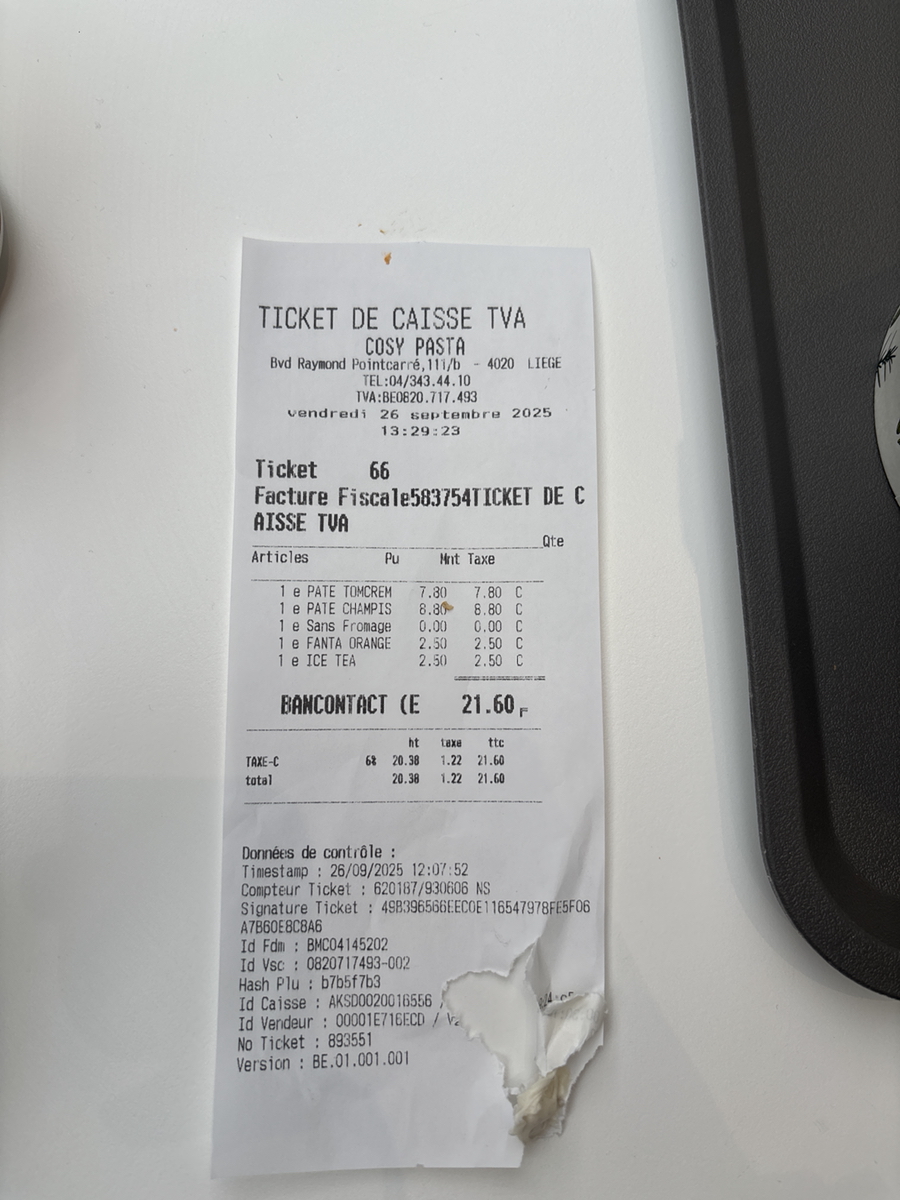 TICKET DE CAISSE TVA
COSY PASTA
Bvd Raymond Pointcarré,111/b - 4020 LIEGE
TEL:04/343.44.10
TVA:BE0820.717.493
vendredi 26 septembre 2025
13:29:23
Ticket 66
Facture Fiscale583754TICKET DE C
AISSE TVA
Qte
Articles Pu Mnt Taxe
1 e PATE TOMCREM 7.80 7.80 C
1 e PATE CHAMPIS 8.80 8.80 C
1 e Sans Fromage 0.00 0.00 C
1 e FANTA ORANGE 2.50 2.50 C
1 e ICE TEA 2.50 2.50 C
BANCONTACT (E 21.60 F
ht taxe ttc
TAXE-C 6% 20.38 1.22 21.60
total 20.38 1.22 21.60
Données de contrôle :
Timestamp : 26/09/2025 12:07:52
Compteur Ticket : 620187/930606 NS
Signature Ticket : 49B396566EEC0E116547978FE5F06
A7B60E8C8A6
Id Fdm : BMC04145202
Id Vsc : 0820717493-002
Hash Plu : b7b5f7b3
Id Caisse : AKSD0020016556 /
Id Vendeur : 00001E716ECD /
No Ticket : 893551
Version : BE.01.001.001